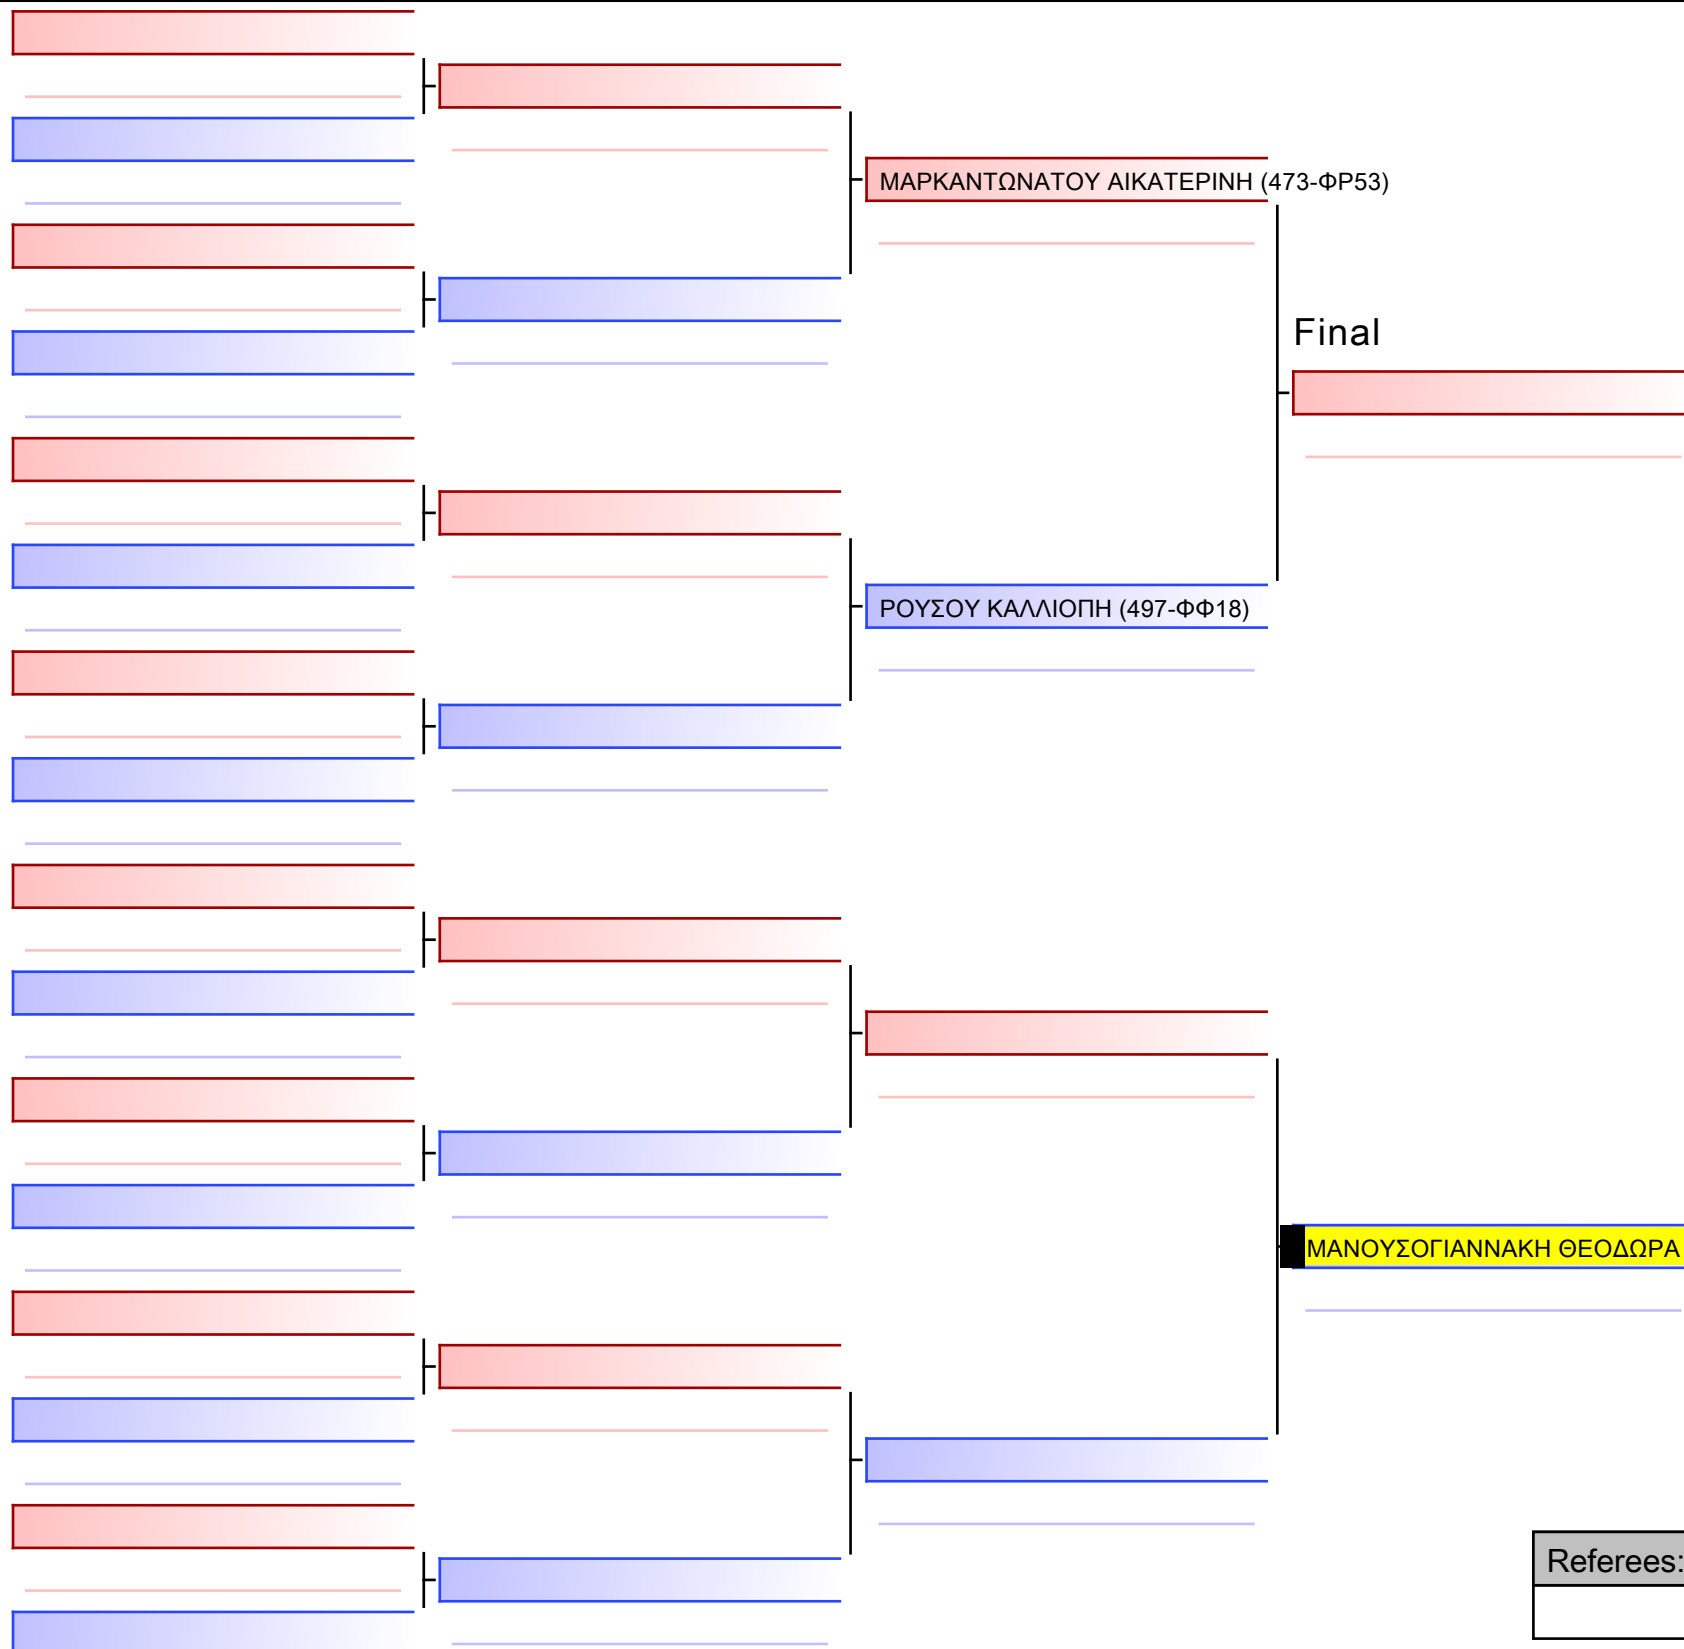 ΜΑΡΚΑΝΤΩΝΑΤΟΥ ΑΙΚΑΤΕΡΙΝΗ (473-ΦΡ53)
Final
ΡΟΥΣΟΥ ΚΑΛΛΙΟΠΗ (497-ΦΦ18)
ΜΑΝΟΥΣΟΓΙΑΝΝΑΚΗ ΘΕΟΔΩΡΑ
Referees: